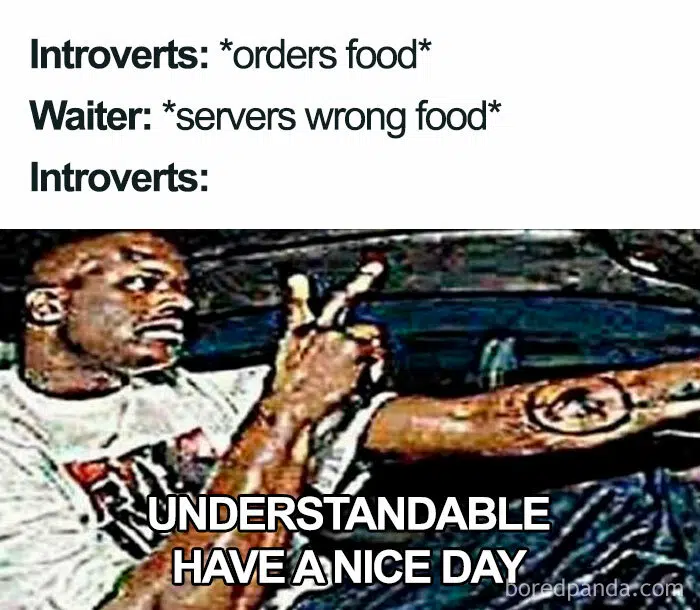 Introverts: *orders food*
Waiter: *servers wrong food*
Introverts:
UNDERSTANDABLE
HAVE A NICE DAY
boredpanda.com